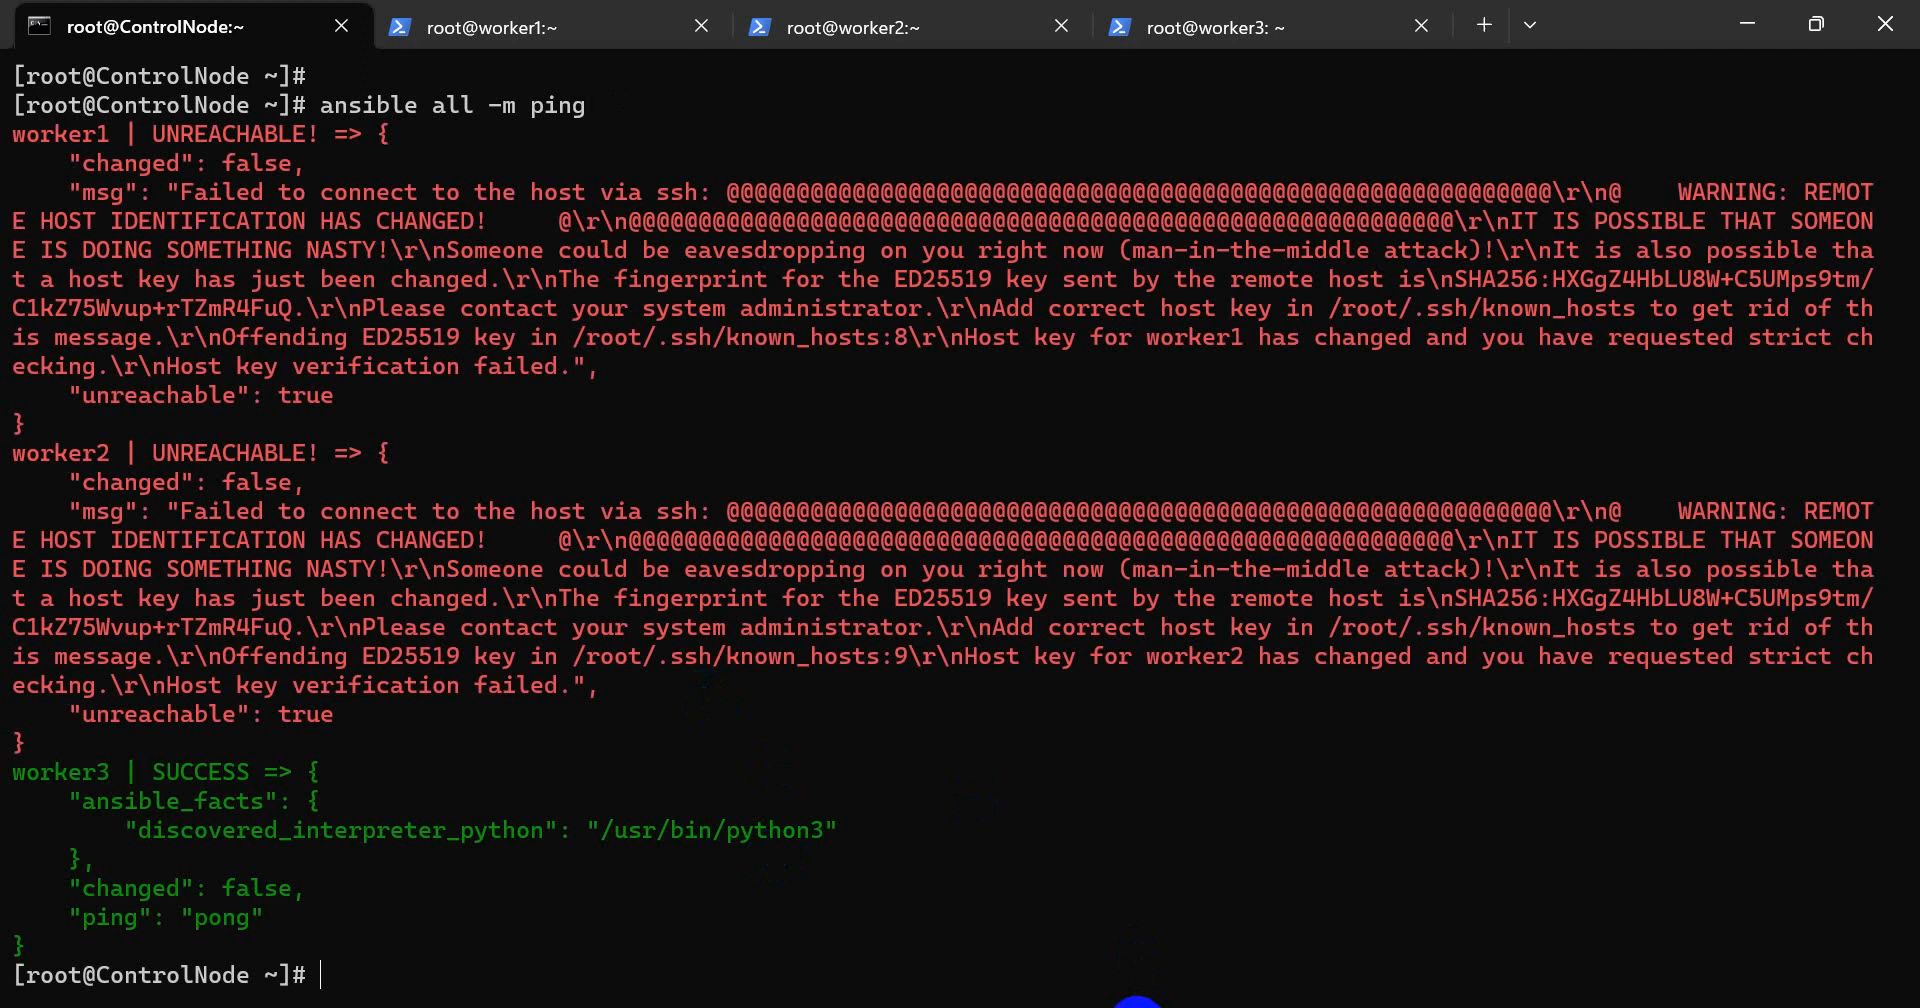 root@ControlNode:~
root@worker1:~
root@worker2:~
root@worker3: ~
[root@ControlNode ~]#
[root@ControlNode ~]# ansible all -m ping
worker1 | UNREACHABLE! => {
    "changed": false,
    "msg": "Failed to connect to the host via ssh: @@@@@@@@@@@@@@@@@@@@@@@@@@@@@@@@@@@@@@@@@@@@@@@@@@@@@@@@@@@\r\n@    WARNING: REMOT
E HOST IDENTIFICATION HAS CHANGED!     @\r\n@@@@@@@@@@@@@@@@@@@@@@@@@@@@@@@@@@@@@@@@@@@@@@@@@@@@@@@@@@@\r\nIT IS POSSIBLE THAT SOMEON
E IS DOING SOMETHING NASTY!\r\nSomeone could be eavesdropping on you right now (man-in-the-middle attack)!\r\nIt is also possible tha
t a host key has just been changed.\r\nThe fingerprint for the ED25519 key sent by the remote host is\nSHA256:HXGgZ4HbLU8W+C5UMps9tm/
C1kZ75Wvup+rTZmR4FuQ.\r\nPlease contact your system administrator.\r\nAdd correct host key in /root/.ssh/known_hosts to get rid of th
is message.\r\nOffending ED25519 key in /root/.ssh/known_hosts:8\r\nHost key for worker1 has changed and you have requested strict ch
ecking.\r\nHost key verification failed.",
    "unreachable": true
}
worker2 | UNREACHABLE! => {
    "changed": false,
    "msg": "Failed to connect to the host via ssh: @@@@@@@@@@@@@@@@@@@@@@@@@@@@@@@@@@@@@@@@@@@@@@@@@@@@@@@@@@@\r\n@    WARNING: REMOT
E HOST IDENTIFICATION HAS CHANGED!     @\r\n@@@@@@@@@@@@@@@@@@@@@@@@@@@@@@@@@@@@@@@@@@@@@@@@@@@@@@@@@@@\r\nIT IS POSSIBLE THAT SOMEON
E IS DOING SOMETHING NASTY!\r\nSomeone could be eavesdropping on you right now (man-in-the-middle attack)!\r\nIt is also possible tha
t a host key has just been changed.\r\nThe fingerprint for the ED25519 key sent by the remote host is\nSHA256:HXGgZ4HbLU8W+C5UMps9tm/
C1kZ75Wvup+rTZmR4FuQ.\r\nPlease contact your system administrator.\r\nAdd correct host key in /root/.ssh/known_hosts to get rid of th
is message.\r\nOffending ED25519 key in /root/.ssh/known_hosts:9\r\nHost key for worker2 has changed and you have requested strict ch
ecking.\r\nHost key verification failed.",
    "unreachable": true
}
worker3 | SUCCESS => {
    "ansible_facts": {
        "discovered_interpreter_python": "/usr/bin/python3"
    },
    "changed": false,
    "ping": "pong"
}
[root@ControlNode ~]#